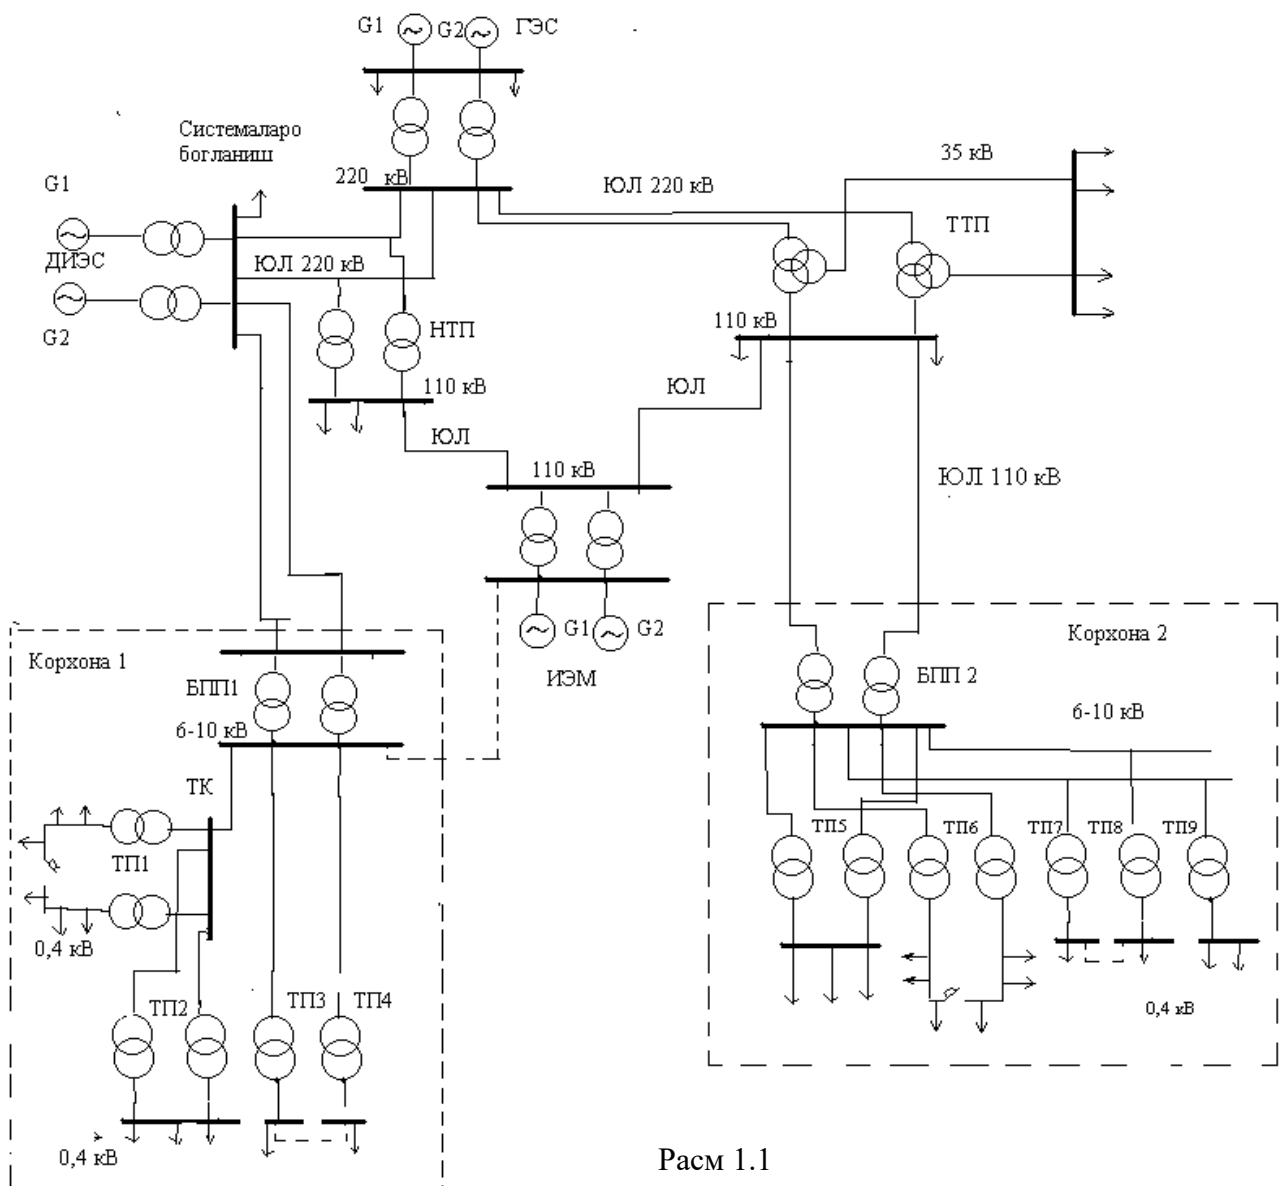 G1
G2
ГЭС
Системаларо
богланиш
220 кВ
ЮЛ 220 кВ
35 кВ
ТТП
G1
ДИЭС
G2
ЮЛ 220 кВ
НТП
110 кВ
110 кВ
ЮЛ
ЮЛ
110 кВ
ЮЛ 110 кВ
G1
G2
ИЭМ
Корхона 1
БПП1
6-10 кВ
ТК
ТП1
0,4 кВ
ТП2
ТП3
ТП4
0,4 кВ
Корхона 2
БПП 2
6-10 кВ
ТП5
ТП6
ТП7
ТП8
ТП9
0,4 кВ
Расм 1.1